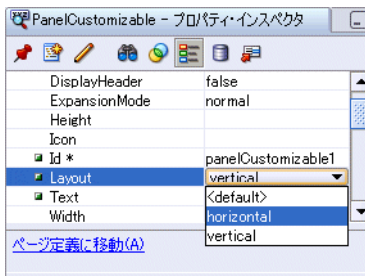 PanelCustomizable - プロパティ・インスペクタ
DisplayHeader false
ExpansionMode normal
Height
Icon
Id * panelCustomizable1
Layout vertical
Text <default>
Width horizontal
vertical
ページ定義に移動(A)